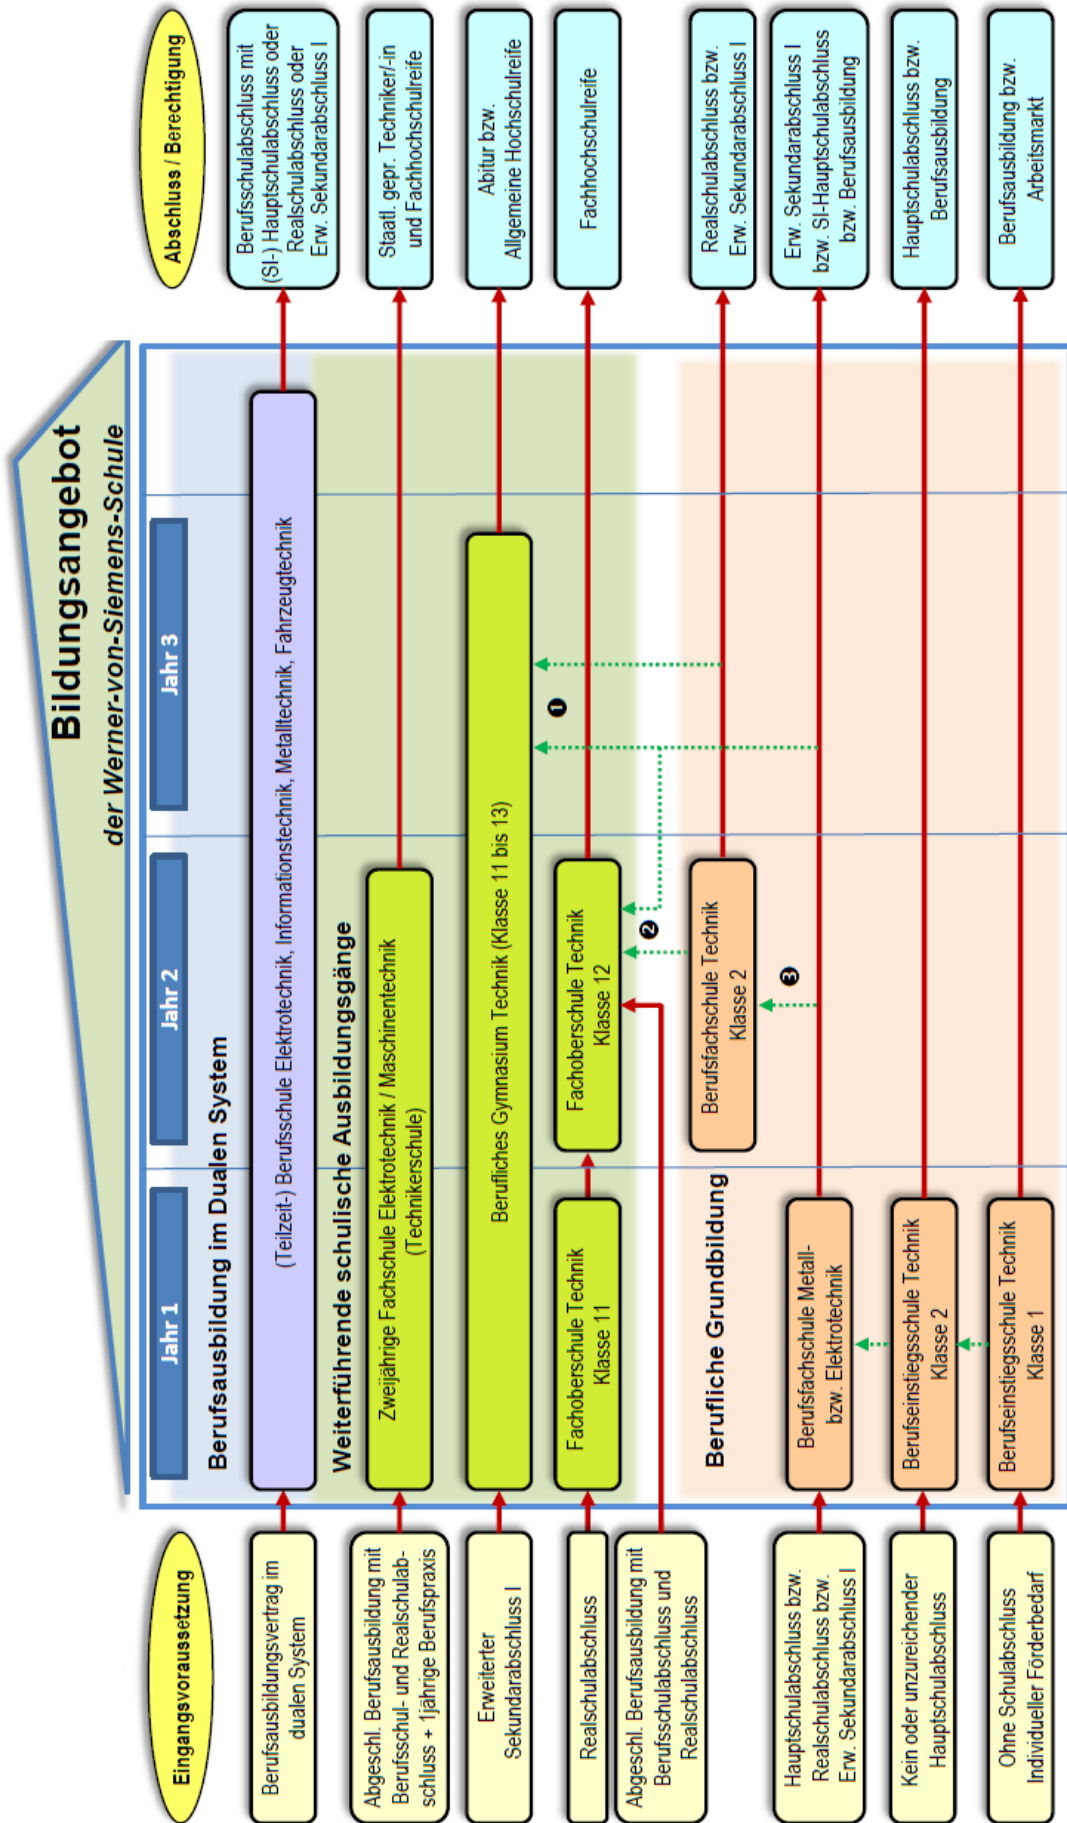 Bildungsangebot
der Werner-von-Siemens-Schule
Eingangsvoraussetzung
Jahr 1
Jahr 2
Jahr 3
Abschluss / Berechtigung
Berufsausbildung im Dualen System
Berufsausbildungsvertrag im
dualen System
(Teilzeit-) Berufsschule Elektrotechnik, Informationstechnik, Metalltechnik, Fahrzeugtechnik
Berufsschulabschluss mit
(SI-) Hauptschulabschluss oder
Realschulabschluss oder
Erw. Sekundarabschluss I
Weiterführende schulische Ausbildungsgänge
Abgeschl. Berufsausbildung mit
Berufsschul- und Realschulab-
schluss + 1jährige Berufspraxis
Zweijährige Fachschule Elektrotechnik / Maschinentechnik
(Technikerschule)
Staatl. gepr. Techniker/-in
und Fachhochschulreife
Erweiterter
Sekundarabschluss I
Berufliches Gymnasium Technik (Klasse 11 bis 13)
Abitur bzw.
Allgemeine Hochschulreife
❶
Realschulabschluss
Fachoberschule Technik
Klasse 11
Fachoberschule Technik
Klasse 12
Fachhochschulreife
Abgeschl. Berufsausbildung mit
Berufsschulabschluss und
Realschulabschluss
❷
Berufliche Grundbildung
Berufsfachschule Technik
Klasse 2
Realschulabschluss bzw.
Erw. Sekundarabschluss I
❸
Hauptschulabschluss bzw.
Realschulabschluss bzw.
Erw. Sekundarabschluss I
Berufsfachschule Metall-
bzw. Elektrotechnik
Erw. Sekundarabschluss I
bzw. SI-Hauptschulabschluss
bzw. Berufsausbildung
Kein oder unzureichender
Hauptschulabschluss
Berufseinstiegsschule Technik
Klasse 2
Hauptschulabschluss bzw.
Berufsausbildung
Ohne Schulabschluss
Individueller Förderbedarf
Berufseinstiegsschule Technik
Klasse 1
Berufsausbildung bzw.
Arbeitsmarkt